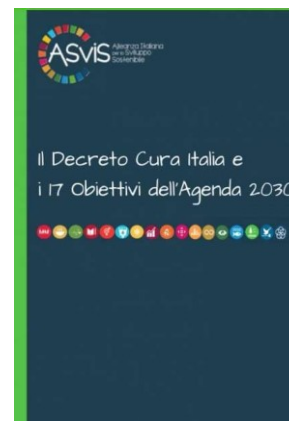 ASviS
Alleanza Italiana
per lo Sviluppo
Sostenibile
Il Decreto Cura Italia e
i 17 Obiettivi dell'Agenda 2030